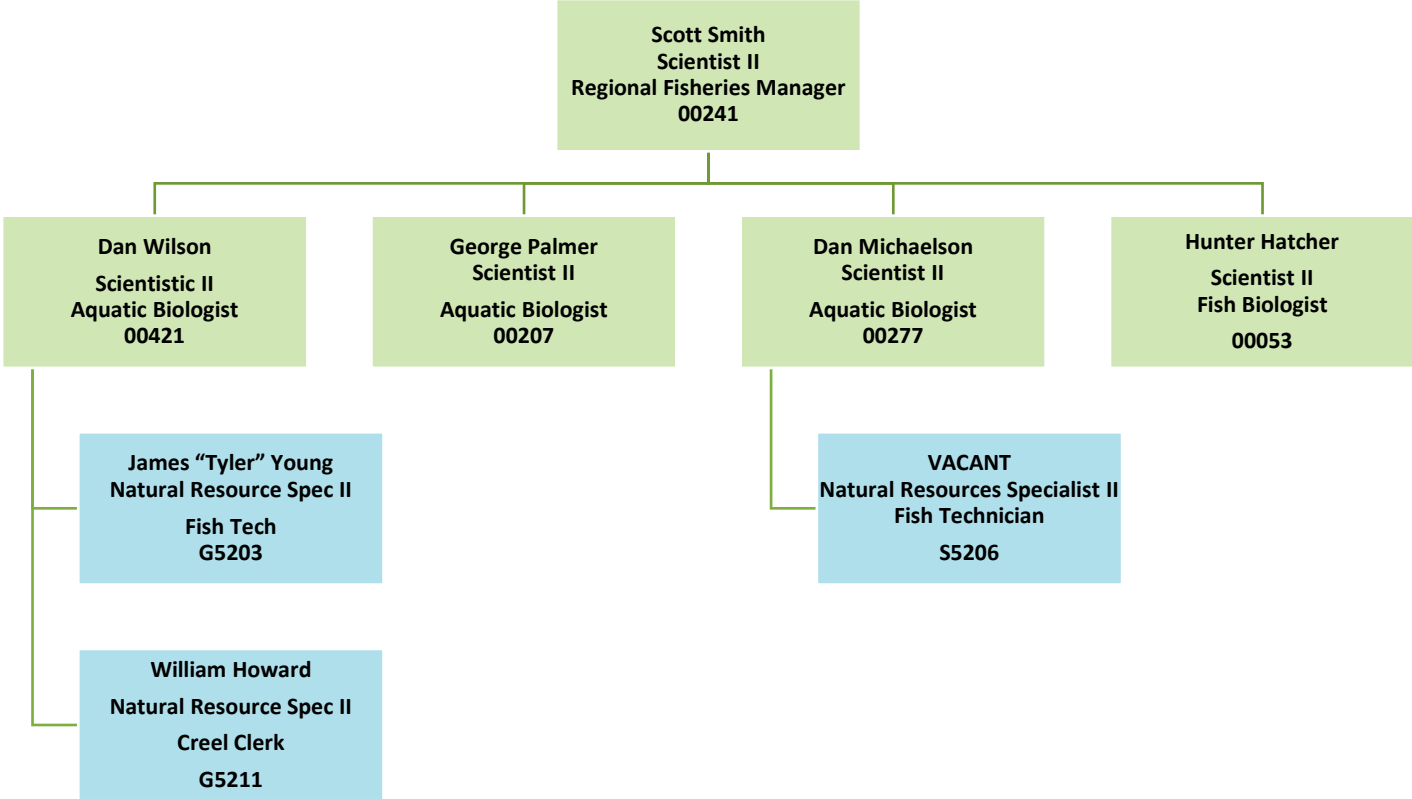 Scott Smith
Scientist II
Regional Fisheries Manager
00241
Dan Wilson
Scientistic II
Aquatic Biologist
00421
George Palmer
Scientist II
Aquatic Biologist
00207
Dan Michaelson
Scientist II
Aquatic Biologist
00277
Hunter Hatcher
Scientist II
Fish Biologist
00053
James “Tyler” Young
Natural Resource Spec II
Fish Tech
G5203
VACANT
Natural Resources Specialist II
Fish Technician
S5206
William Howard
Natural Resource Spec II
Creel Clerk
G5211